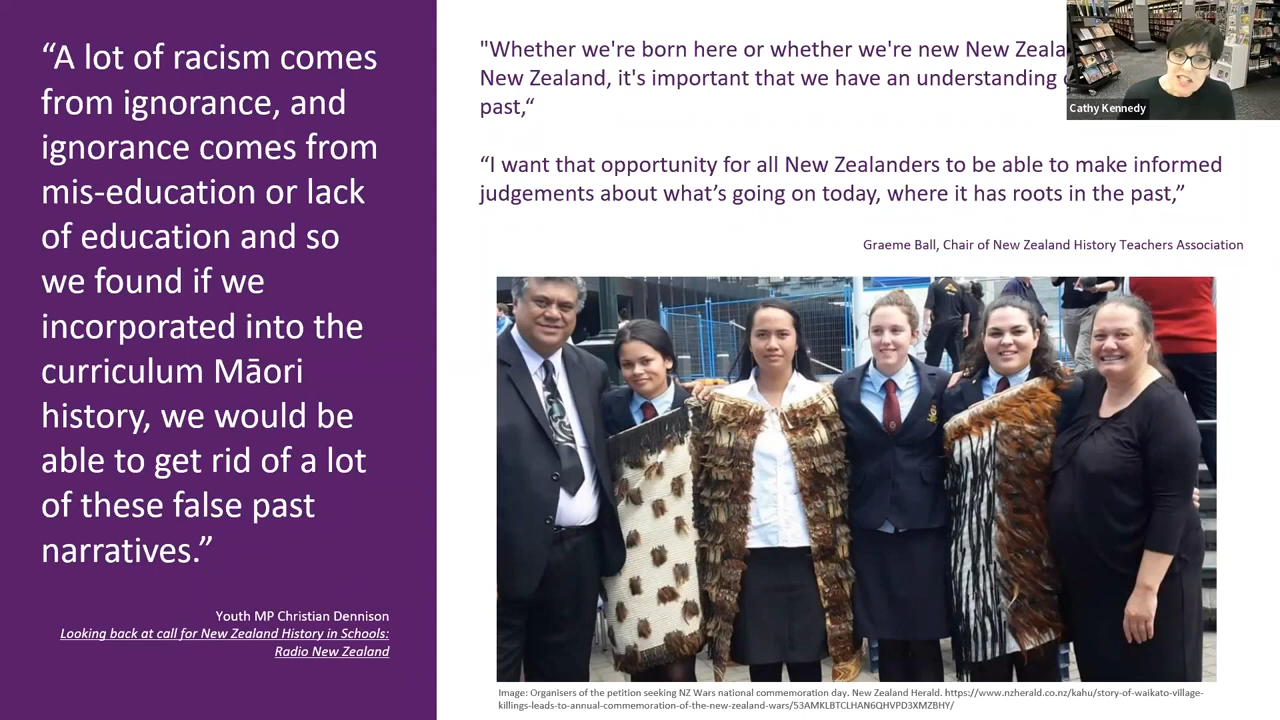 “A lot of racism comes
from ignorance, and
ignorance comes from
mis-education or lack
of education and so
we found if we
incorporated into the
curriculum Māori
history, we would be
able to get rid of a lot
of these false past
narratives.”
Youth MP Christian Dennison
Looking back at call for New Zealand History in Schools:
Radio New Zealand
"Whether we're born here or whether we're new New
New Zealand, it's important that we have an understanding
past,“
“I want that opportunity for all New Zealanders to be able to make informed
judgements about what’s going on today, where it has roots in the past,”
Graeme Ball, Chair of New Zealand History Teachers Association
Cathy Kennedy
Image: Organisers of the petition seeking NZ Wars national commemoration day. New Zealand Herald. https://www.nzherald.co.nz/kahu/story-of-waikato-village-
killings-leads-to-annual-commemoration-of-the-new-zealand-wars/53AMKLBTCLHAN6QHVPD3XMZBHY/